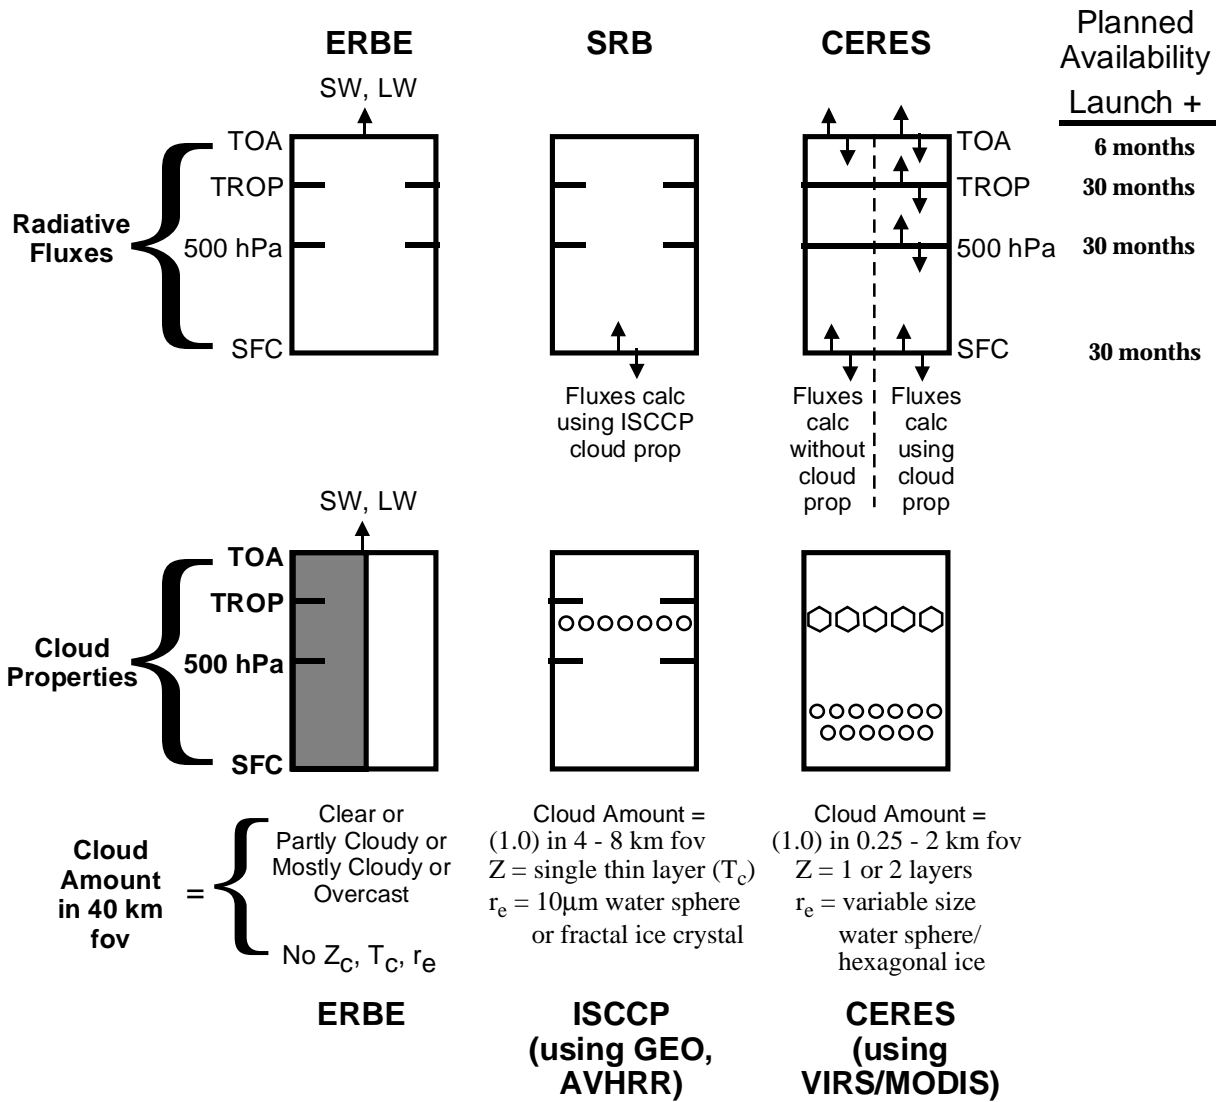 ERBE
SRB
CERES
Planned
Availability
Launch +
SW, LW
TOA
TOA
6 months
TROP
TROP
30 months
Radiative
Fluxes
500 hPa
500 hPa
30 months
SFC
SFC
30 months
Fluxes calc
using ISCCP
cloud prop
Fluxes
calc
without
cloud
prop
Fluxes
calc
using
cloud
prop
SW, LW
TOA
TROP
Cloud
Properties
500 hPa
SFC
Cloud
Amount
in 40 km
fov
=
Clear or
Partly Cloudy or
Mostly Cloudy or
Overcast
No Zc, Tc, re
Cloud Amount =
(1.0) in 4 - 8 km fov
Z = single thin layer (Tc)
re = 10μm water sphere
or fractal ice crystal
Cloud Amount =
(1.0) in 0.25 - 2 km fov
Z = 1 or 2 layers
re = variable size
water sphere/
hexagonal ice
ERBE
ISCCP
(using GEO,
AVHRR)
CERES
(using
VIRS/MODIS)